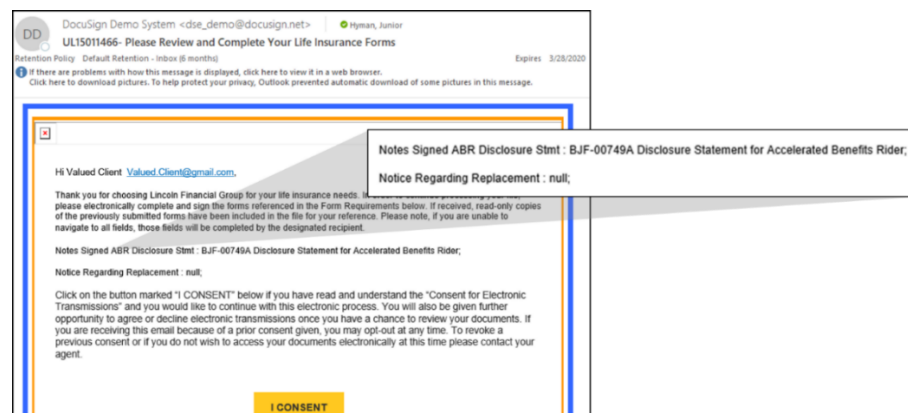 DD
DocuSign Demo System <dse_demo@docusign.net> Hyman, Junior
UL15011466- Please Review and Complete Your Life Insurance Forms
Retention Policy Default Retention - Inbox (6 months) Expires 3/28/2020
If there are problems with how this message is displayed, click here to view it in a web browser.
Click here to download pictures. To help protect your privacy, Outlook prevented automatic download of some pictures in this message.
Notes Signed ABR Disclosure Stmt : BJF-00749A Disclosure Statement for Accelerated Benefits Rider;
Notice Regarding Replacement : null;
Hi Valued Client Valued.Client@gmail.com,
Thank you for choosing Lincoln Financial Group for your life insurance needs.
please electronically complete and sign the forms referenced in the Form Requirements below. If received, read-only copies
of the previously submitted forms have been included in the file for your reference. Please note, if you are unable to
navigate to all fields, those fields will be completed by the designated recipient.
Notes Signed ABR Disclosure Stmt : BJF-00749A Disclosure Statement for Accelerated Benefits Rider;
Notice Regarding Replacement : null;
Click on the button marked "I CONSENT" below if you have read and understand the "Consent for Electronic
Transmissions" and you would like to continue with this electronic process. You will also be given further
opportunity to agree or decline electronic transmissions once you have a chance to review your documents. If
you are receiving this email because of a prior consent given, you may opt-out at any time. To revoke a
previous consent or if you do not wish to access your documents electronically at this time please contact your
agent.
I CONSENT